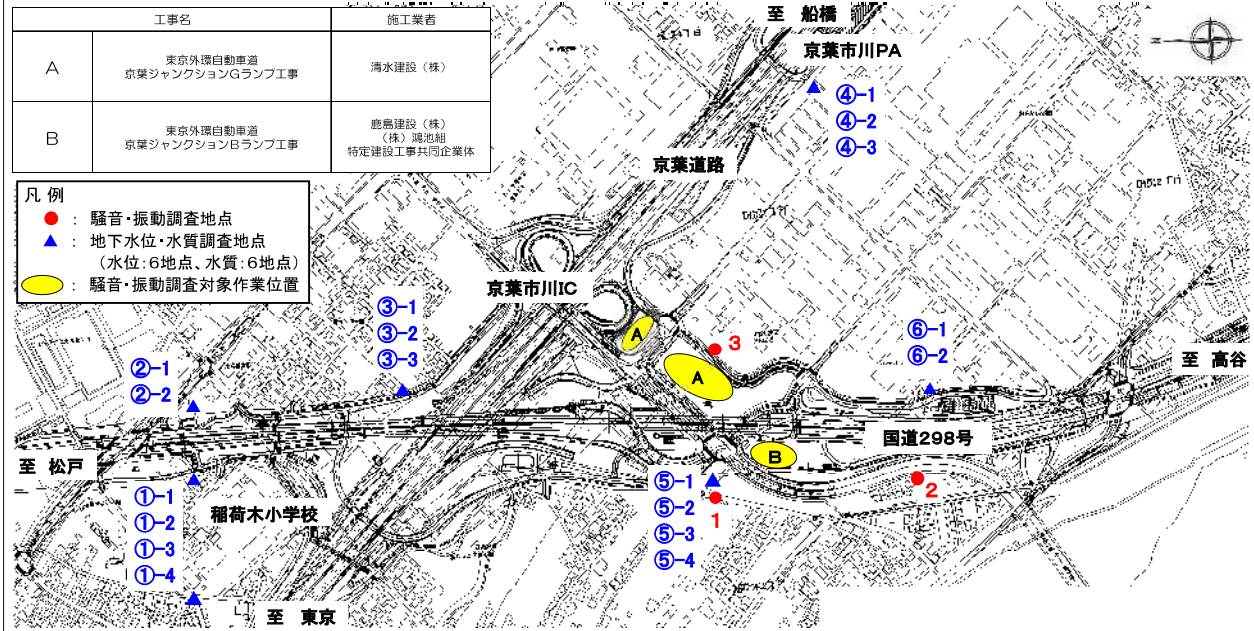 工事名 施工業者
A 東京外環自動車道 京葉ジャンクションGランプ工事 清水建設（株）
B 東京外環自動車道 京葉ジャンクションBランプ工事 鹿島建設（株） （株）鴻池組 特定建設工事共同企業体
凡 例
● : 騒音・振動調査地点
▲ : 地下水位・水質調査地点
（水位：6地点、水質：6地点）
: 騒音・振動調査対象作業位置
至 船橋
京葉市川PA
④-1
④-2
④-3
京葉道路
京葉市川IC
③-1
③-2
③-3
A
3
A
⑥-1
⑥-2
至 高谷
②-1
②-2
国道298号
B
至 松戸
⑤-1
⑤-2
⑤-3
⑤-4
1
2
①-1
①-2
①-3
①-4
稲荷木小学校
至 東京